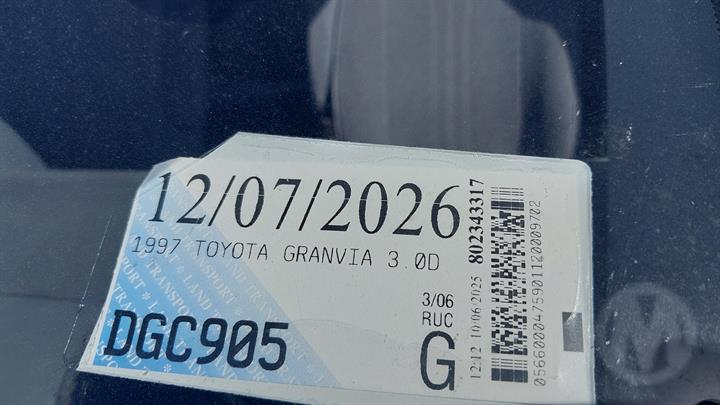 12/07/2026
1997 TOYOTA GRANVIA 3.0D
3/06
RUC
G
DGC905
802343317
12:12 10/06/2025
0566000475901120009702